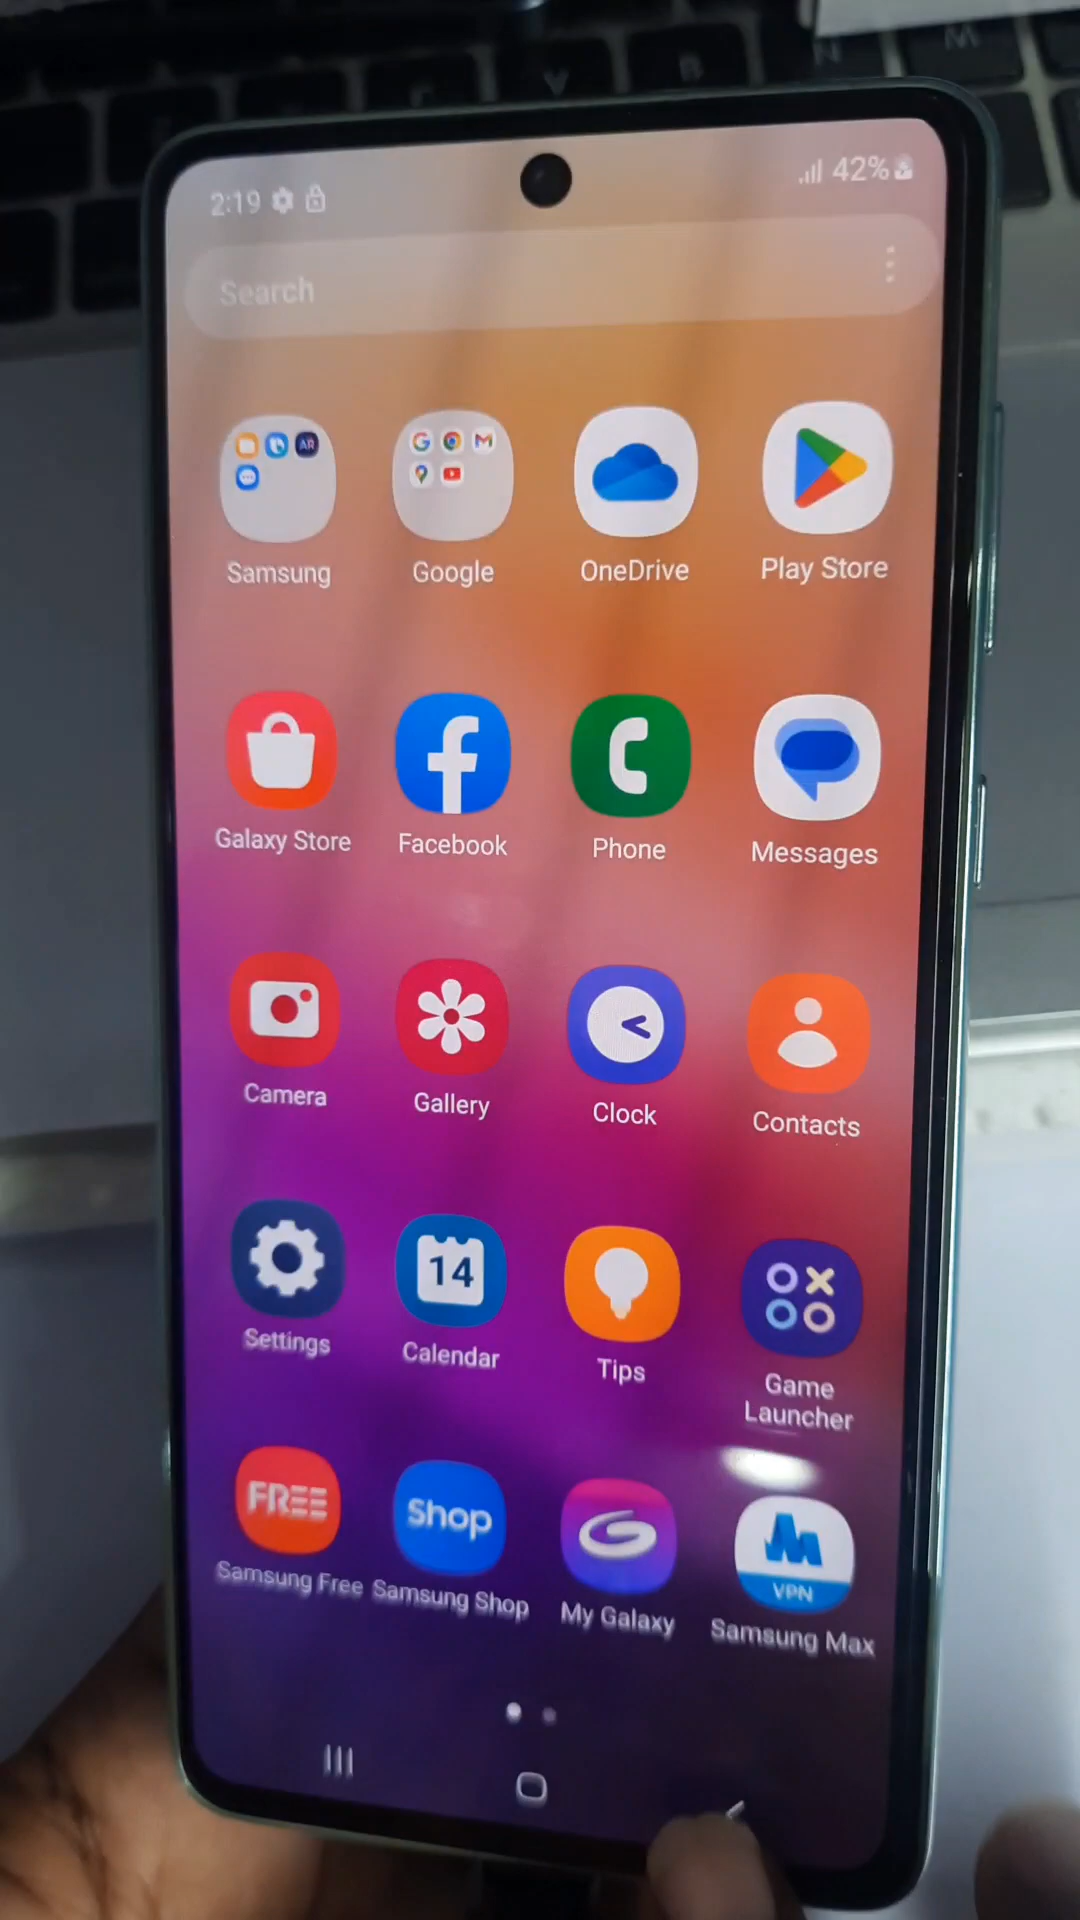 V B N M
2:19 42%
Search
AR
Samsung Google OneDrive Play Store
Galaxy Store Facebook Phone Messages
Camera Gallery Clock Contacts
14
Settings Calendar Tips Game
Launcher
FREE Shop VPN
Samsung Free Samsung Shop My Galaxy Samsung Max